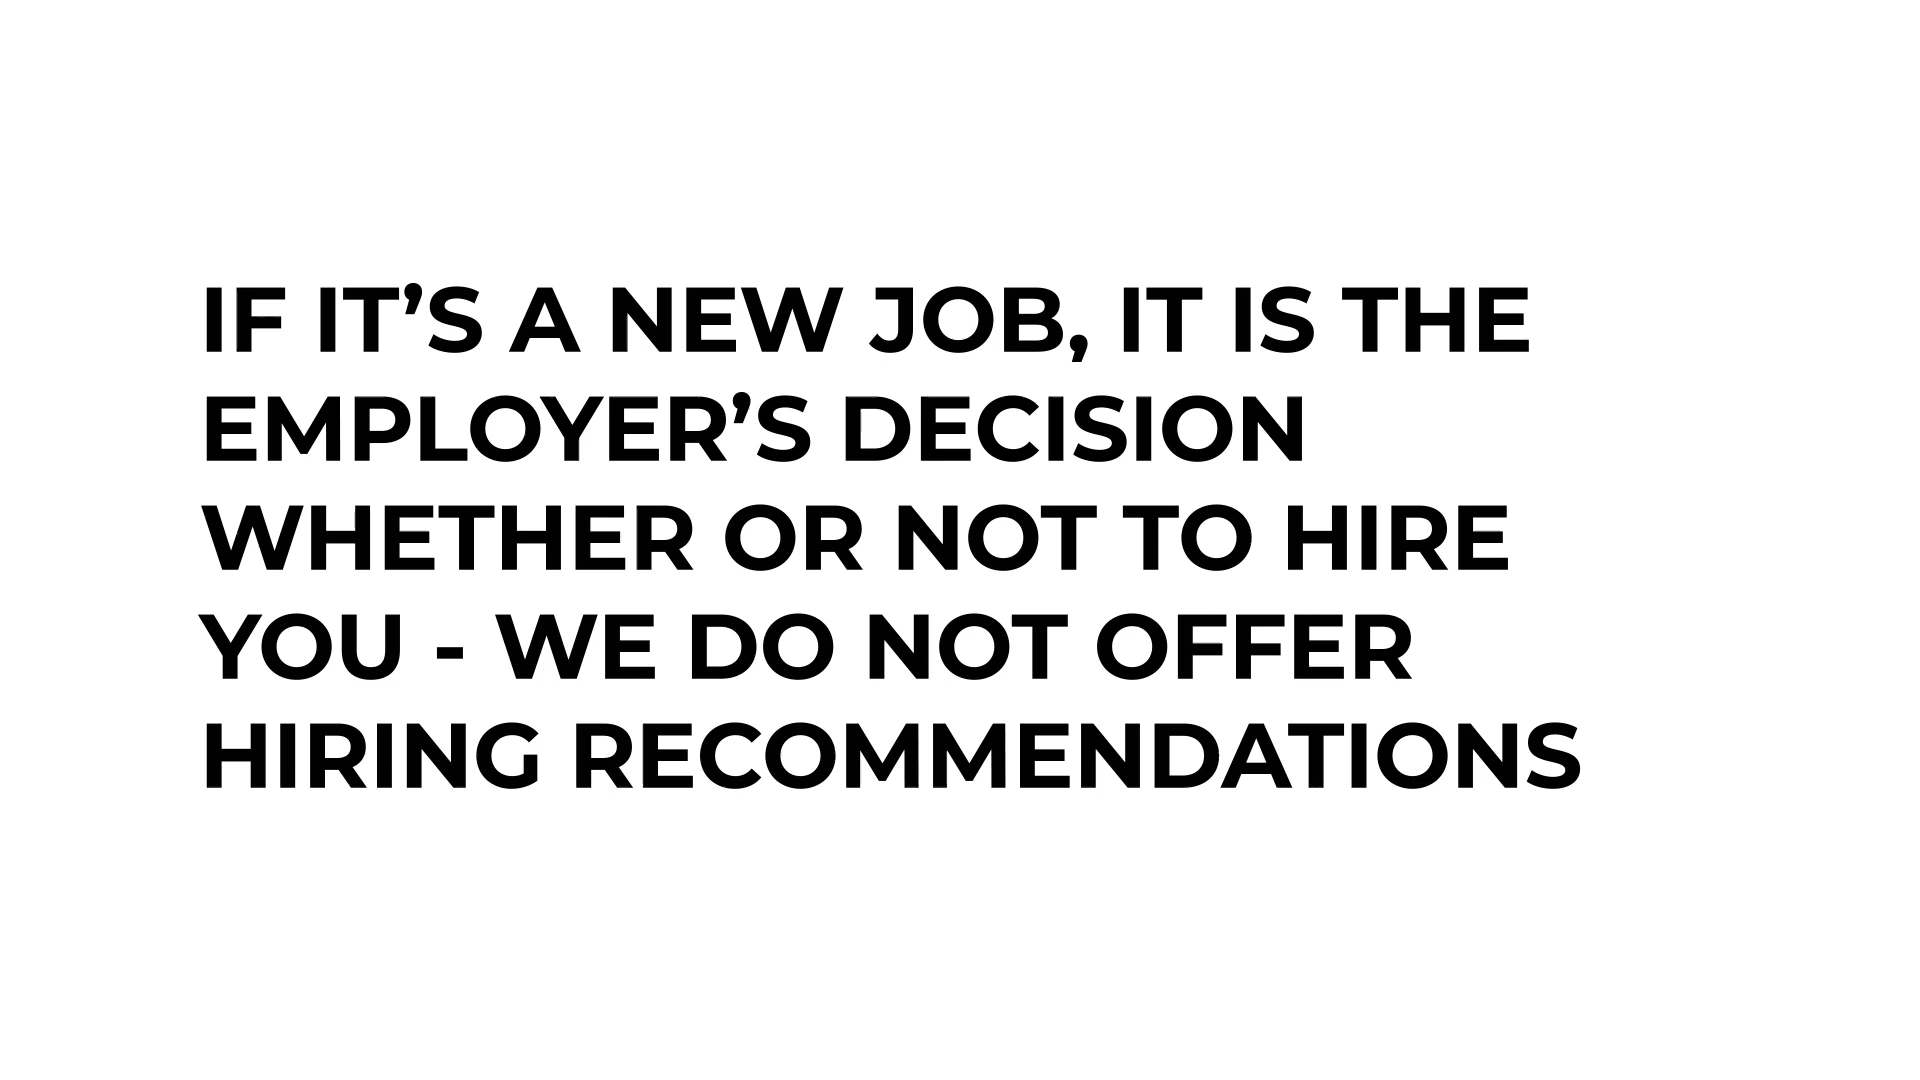 IF IT’S A NEW JOB, IT IS THE
EMPLOYER’S DECISION
WHETHER OR NOT TO HIRE
YOU - WE DO NOT OFFER
HIRING RECOMMENDATIONS